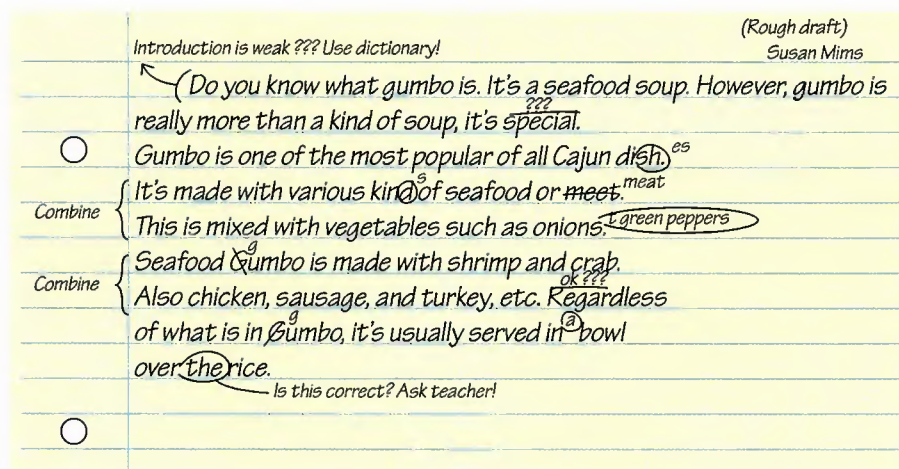 (Rough draft)
Introduction is weak ??? Use dictionary!
Susan Mims
(Do you know what gumbo is. It's a seafood soup. However, gumbo is
???
really more than a kind of soup, it's special.
Gumbo is one of the most popular of all Cajun dish. es
It's made with various kind s of seafood or meet. meat
Combine
This is mixed with vegetables such as onions. + green peppers
Seafood Gumbo is made with shrimp and crab.
g
Combine
ok ???
Also chicken, sausage, and turkey, etc. Regardless
g
of what is in Gumbo, it's usually served in a bowl
over the rice.
Is this correct? Ask teacher!